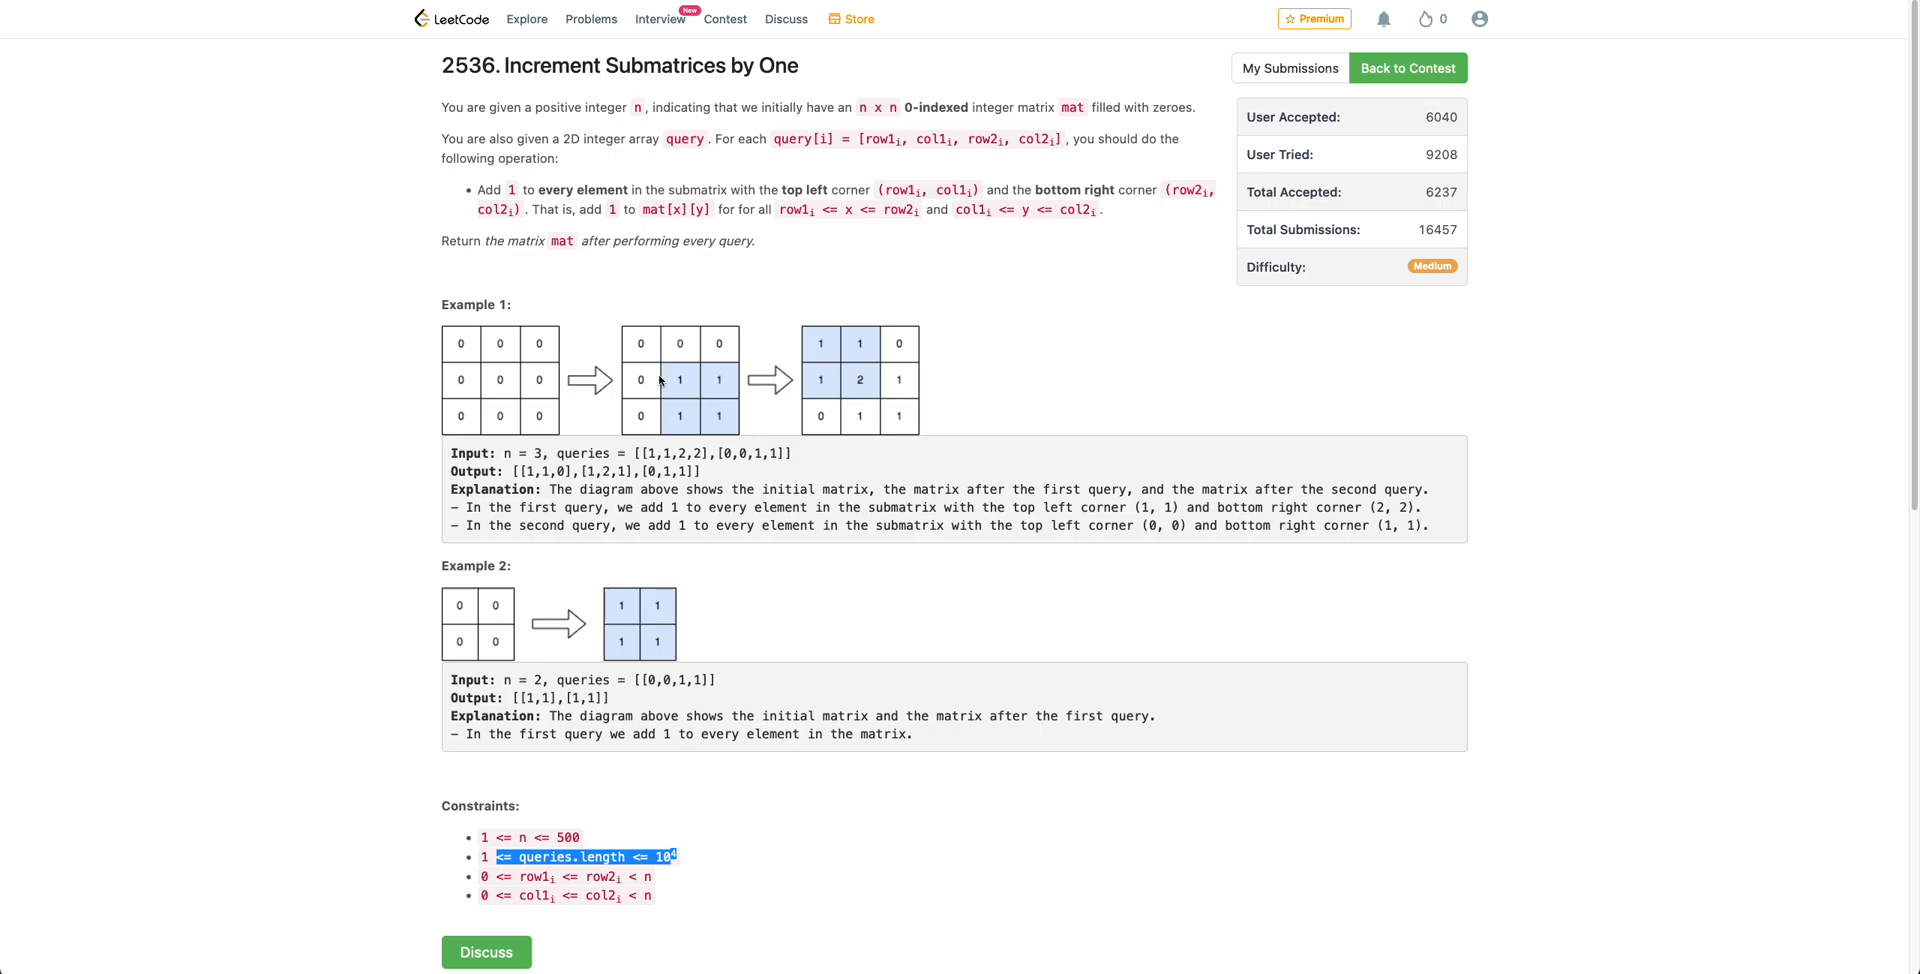 LeetCode Explore Problems Interview New Contest Discuss Store Premium 0
2536. Increment Submatrices by One
My Submissions Back to Contest
You are given a positive integer n, indicating that we initially have an n x n 0-indexed integer matrix mat filled with zeroes.
You are also given a 2D integer array query. For each query[i] = [row1i, col1i, row2i, col2i], you should do the
following operation:
• Add 1 to every element in the submatrix with the top left corner (row1i, col1i) and the bottom right corner (row2i,
col2i). That is, add 1 to mat[x][y] for for all row1i <= x <= row2i and col1i <= y <= col2i.
Return the matrix mat after performing every query.
User Accepted: 6040
User Tried: 9208
Total Accepted: 6237
Total Submissions: 16457
Difficulty: Medium
Example 1:
0 0 0 0 0 0 1 1 0
0 0 0 0 1 1 1 2 1
0 0 0 0 1 1 0 1 1
Input: n = 3, queries = [[1,1,2,2],[0,0,1,1]]
Output: [[1,1,0],[1,2,1],[0,1,1]]
Explanation: The diagram above shows the initial matrix, the matrix after the first query, and the matrix after the second query.
- In the first query, we add 1 to every element in the submatrix with the top left corner (1, 1) and bottom right corner (2, 2).
- In the second query, we add 1 to every element in the submatrix with the top left corner (0, 0) and bottom right corner (1, 1).
Example 2:
0 0 1 1
0 0 1 1
Input: n = 2, queries = [[0,0,1,1]]
Output: [[1,1],[1,1]]
Explanation: The diagram above shows the initial matrix and the matrix after the first query.
- In the first query we add 1 to every element in the matrix.
Constraints:
• 1 <= n <= 500
• 1 <= queries.length <= 10⁴
• 0 <= row1i <= row2i < n
• 0 <= col1i <= col2i < n
Discuss